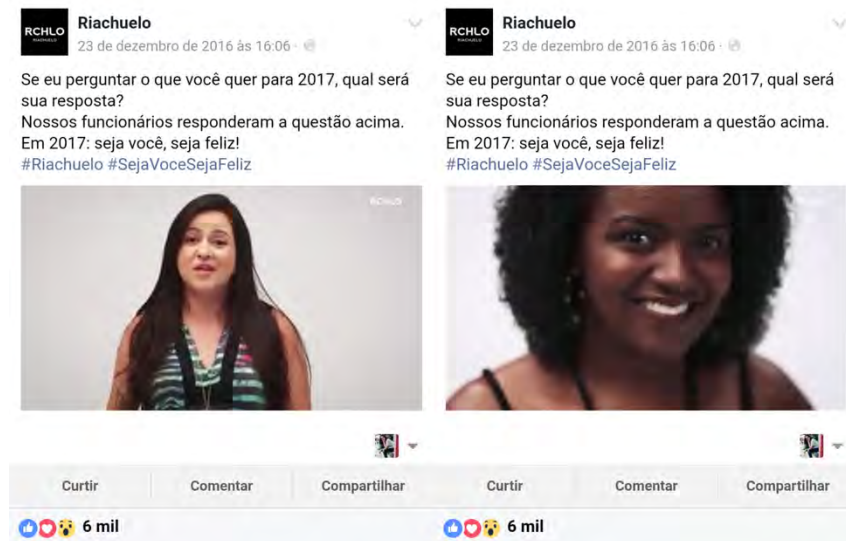 RCHLO
RIACHUELO
Riachuelo
23 de dezembro de 2016 às 16:06 ·
Se eu perguntar o que você quer para 2017, qual será
sua resposta?
Nossos funcionários responderam a questão acima.
Em 2017: seja você, seja feliz!
#Riachuelo #SejaVoceSejaFeliz
Curtir
Comentar
Compartilhar
6 mil
RCHLO
RIACHUELO
Riachuelo
23 de dezembro de 2016 às 16:06 ·
Se eu perguntar o que você quer para 2017, qual será
sua resposta?
Nossos funcionários responderam a questão acima.
Em 2017: seja você, seja feliz!
#Riachuelo #SejaVoceSejaFeliz
Curtir
Comentar
Compartilhar
6 mil